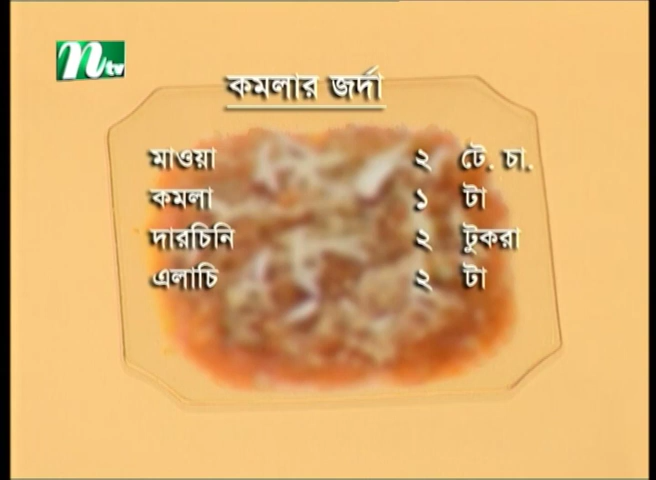 ntv
কমলার জর্দা
মাওয়া ২ টে. চা.
কমলা ১ টা
দারচিনি ২ টুকরা
এলাচি ২ টা